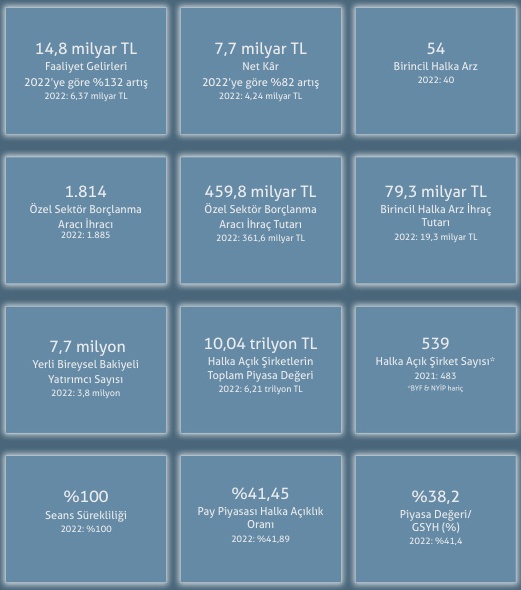 14,8 milyar TL
Faaliyet Gelirleri
2022'ye göre %132 artış
2022: 6,37 milyar TL
7,7 milyar TL
Net Kâr
2022'ye göre %82 artış
2022: 4,24 milyar TL
54
Birincil Halka Arz
2022: 40
1.814
Özel Sektör Borçlanma
Aracı İhracı
2022: 1.885
459,8 milyar TL
Özel Sektör Borçlanma
Aracı İhraç Tutarı
2022: 361,6 milyar TL
79,3 milyar TL
Birincil Halka Arz İhraç
Tutarı
2022: 19,3 milyar TL
7,7 milyon
Yerli Bireysel Bakiyeli
Yatırımcı Sayısı
2022: 3,8 milyon
10,04 trilyon TL
Halka Açık Şirketlerin
Toplam Piyasa Değeri
2022: 6,21 trilyon TL
539
Halka Açık Şirket Sayısı*
2021: 483
*BYF & NYİP hariç
%100
Seans Sürekliliği
2022: %100
%41,45
Pay Piyasası Halka Açıklık
Oranı
2022: %41,89
%38,2
Piyasa Değeri/
GSYH (%)
2022: %41,4